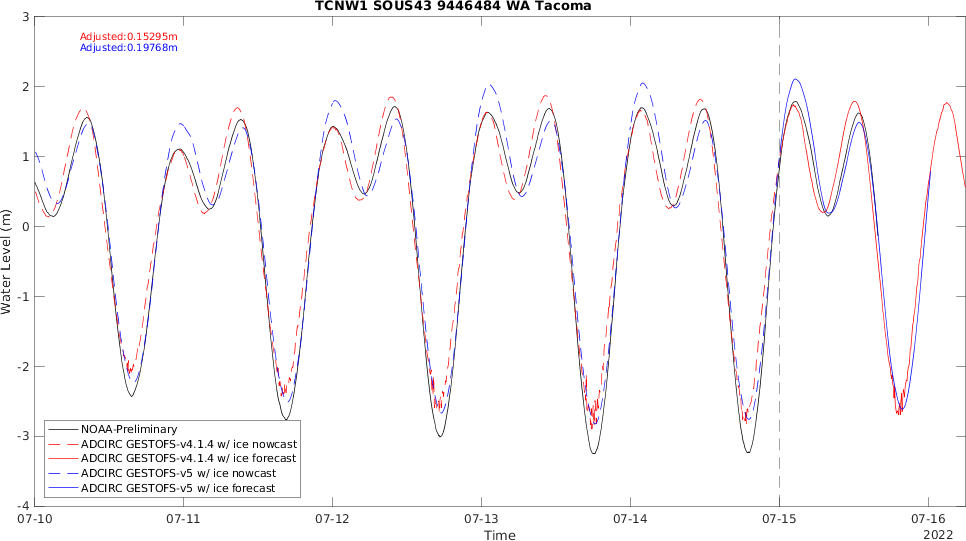 TCNW1 SOUS43 9446484 WA Tacoma
Adjusted:0.15295m
Adjusted:0.19768m
3
2
1
0
-1
-2
-3
-4
Water Level (m)
NOAA-Preliminary
ADCIRC GESTOFS-v4.1.4 w/ ice nowcast
ADCIRC GESTOFS-v4.1.4 w/ ice forecast
ADCIRC GESTOFS-v5 w/ ice nowcast
ADCIRC GESTOFS-v5 w/ ice forecast
07-10 07-11 07-12 07-13 07-14 07-15 07-16
Time
2022